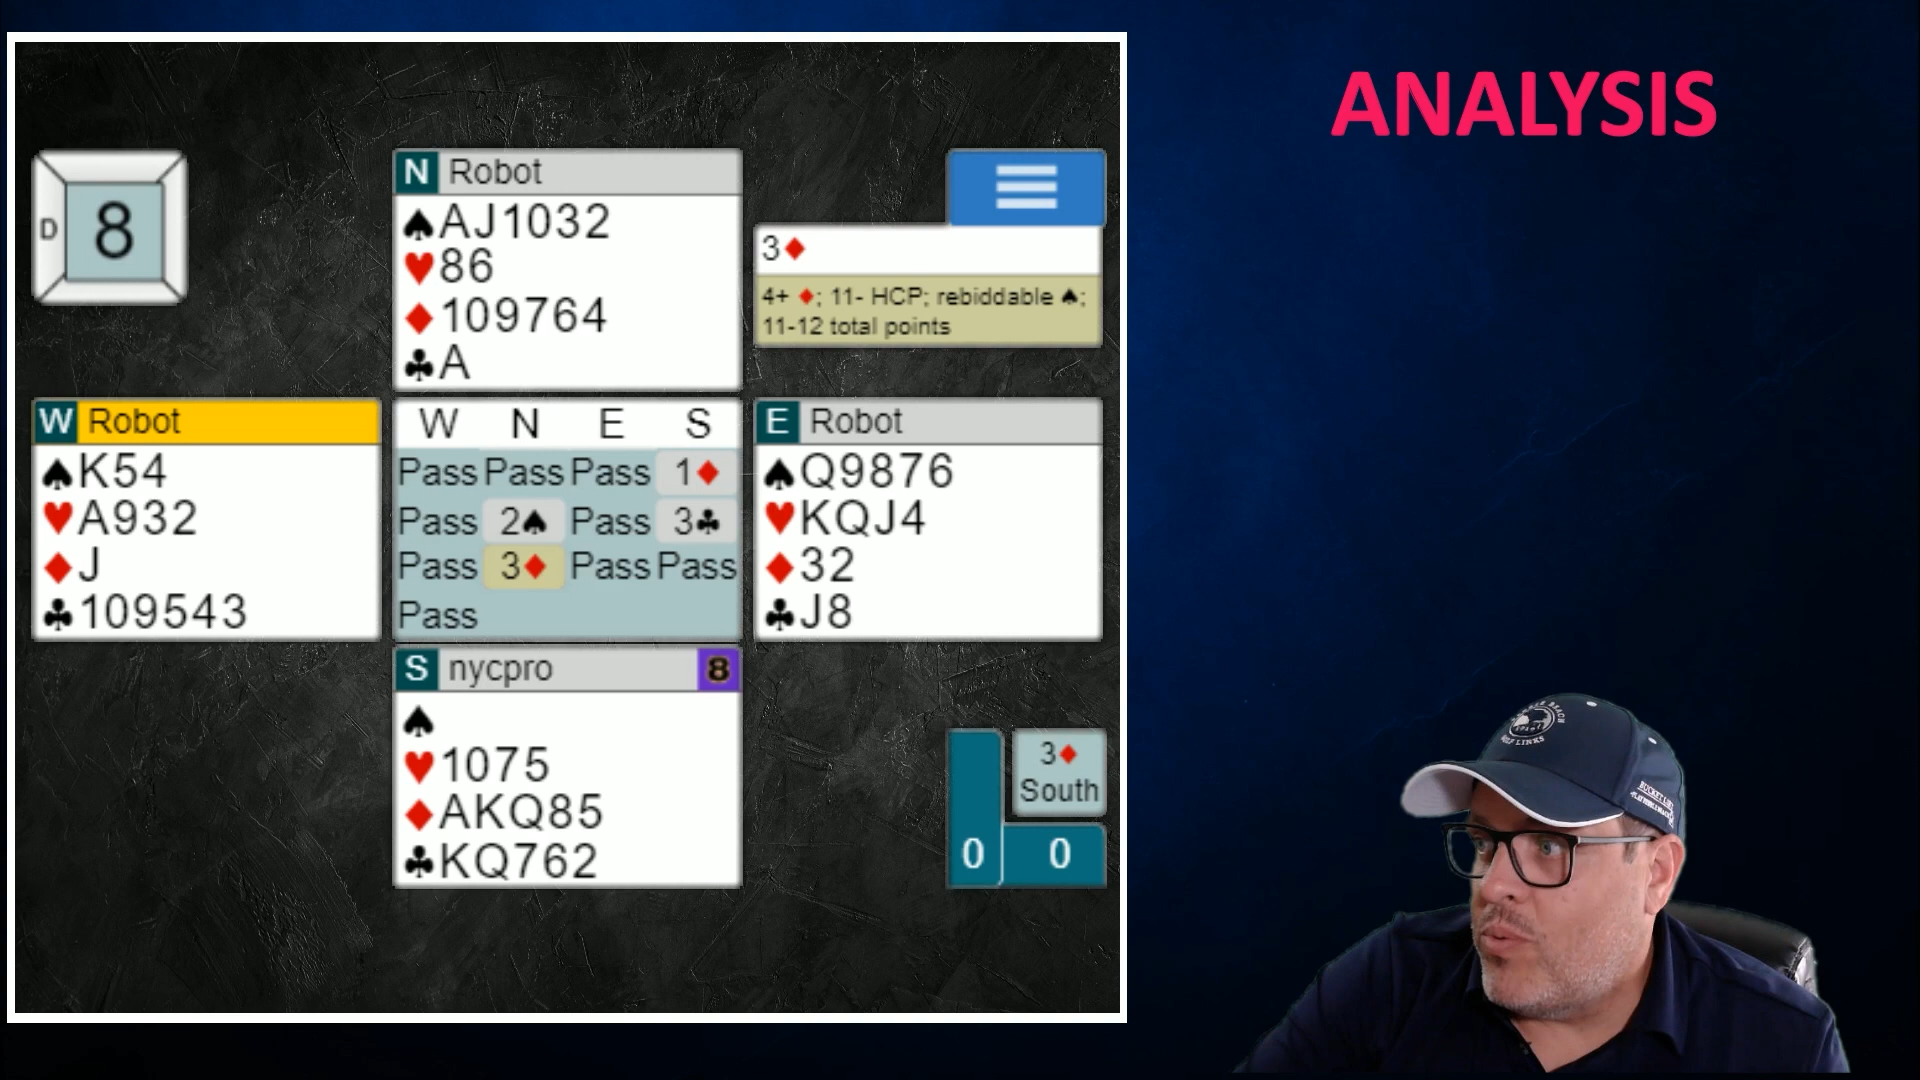 ANALYSIS
D 8
N Robot
♠AJ1032
♥86
♦109764
♣A
3♦
4+ ♦; 11- HCP; rebiddable ♠;
11-12 total points
W Robot
♠K54
♥A932
♦J
♣109543
W N E S
Pass Pass Pass 1♦
Pass 2♠ Pass 3♣
Pass 3♦ Pass Pass
Pass
E Robot
♠Q9876
♥KQJ4
♦32
♣J8
S nycpro 8
♠
♥1075
♦AKQ85
♣KQ762
3♦
South
0 0